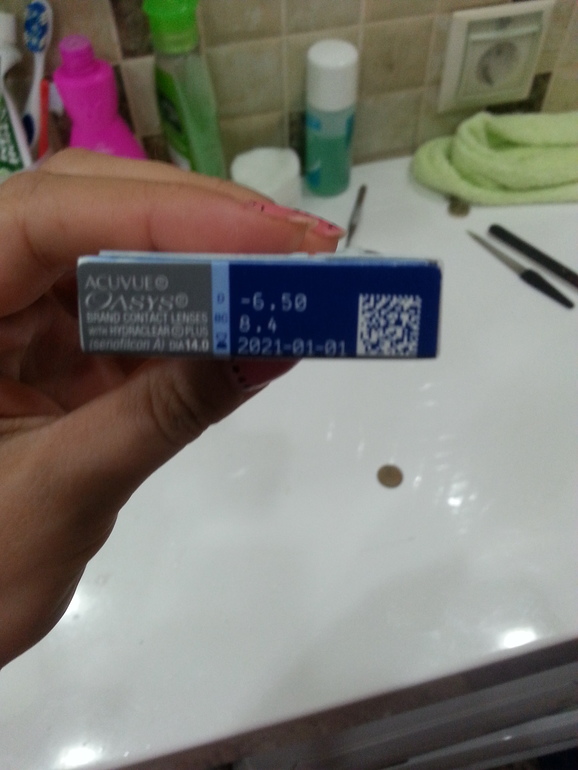 ACUVUE®
OASYS®
BRAND CONTACT LENSES
WITH HYDRACLEAR® PLUS
(senofilcon A) DIA 14.0
D -6.50
BC 8.4
2021-01-01